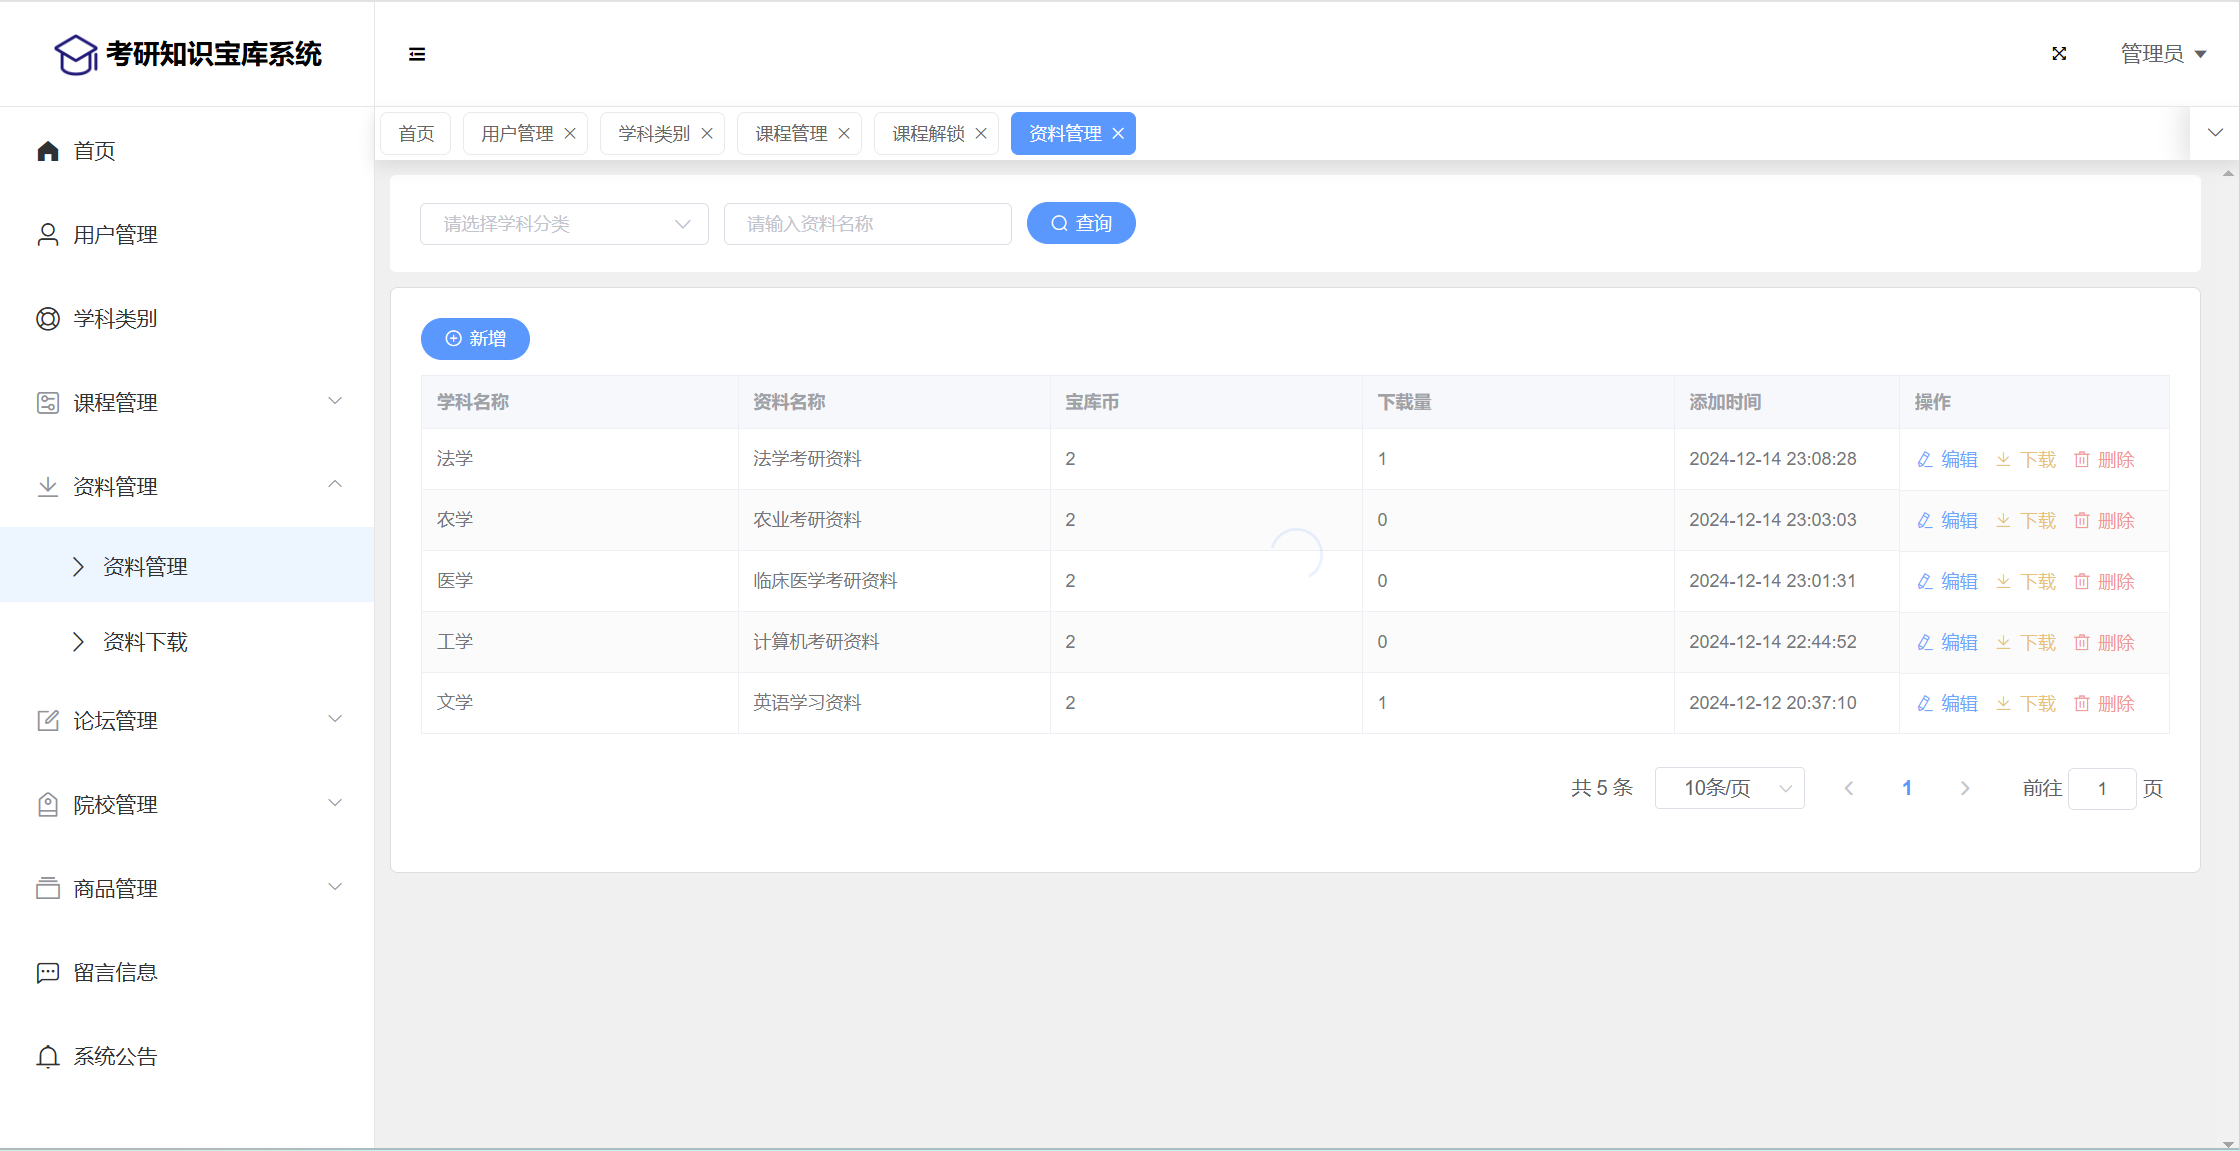 考研知识宝库系统
管理员
首页 用户管理 学科类别 课程管理 课程解锁 资料管理
首页
用户管理
学科类别
课程管理
资料管理
资料管理
资料下载
论坛管理
院校管理
商品管理
留言信息
系统公告
请选择学科分类 请输入资料名称 查询
新增
学科名称 资料名称 宝库币 下载量 添加时间 操作
法学 法学考研资料 2 1 2024-12-14 23:08:28 编辑 下载 删除
农学 农业考研资料 2 0 2024-12-14 23:03:03 编辑 下载 删除
医学 临床医学考研资料 2 0 2024-12-14 23:01:31 编辑 下载 删除
工学 计算机考研资料 2 0 2024-12-14 22:44:52 编辑 下载 删除
文学 英语学习资料 2 1 2024-12-12 20:37:10 编辑 下载 删除
共 5 条 10条/页 1 前往 1 页